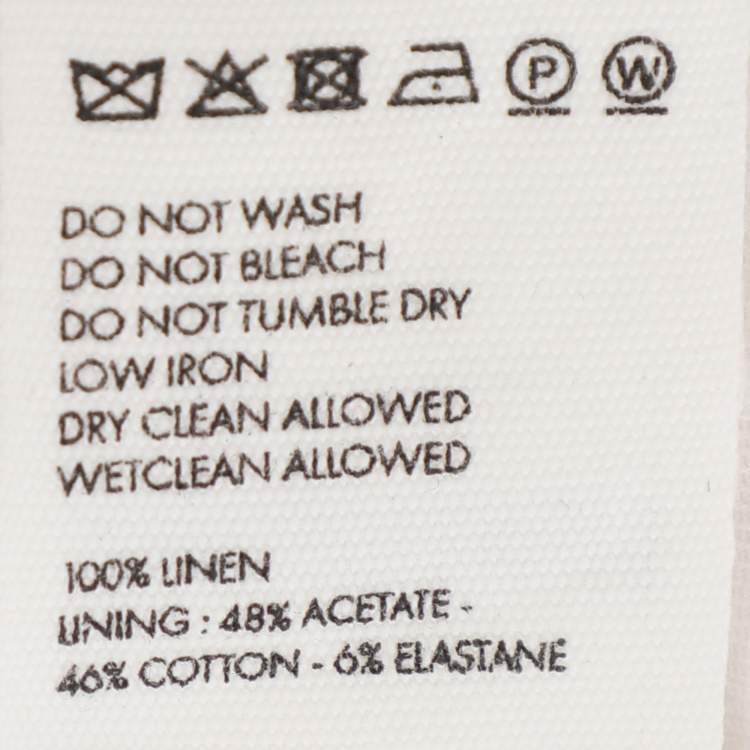 P W
DO NOT WASH
DO NOT BLEACH
DO NOT TUMBLE DRY
LOW IRON
DRY CLEAN ALLOWED
WETCLEAN ALLOWED
100% LINEN
LINING : 48% ACETATE -
46% COTTON - 6% ELASTANE